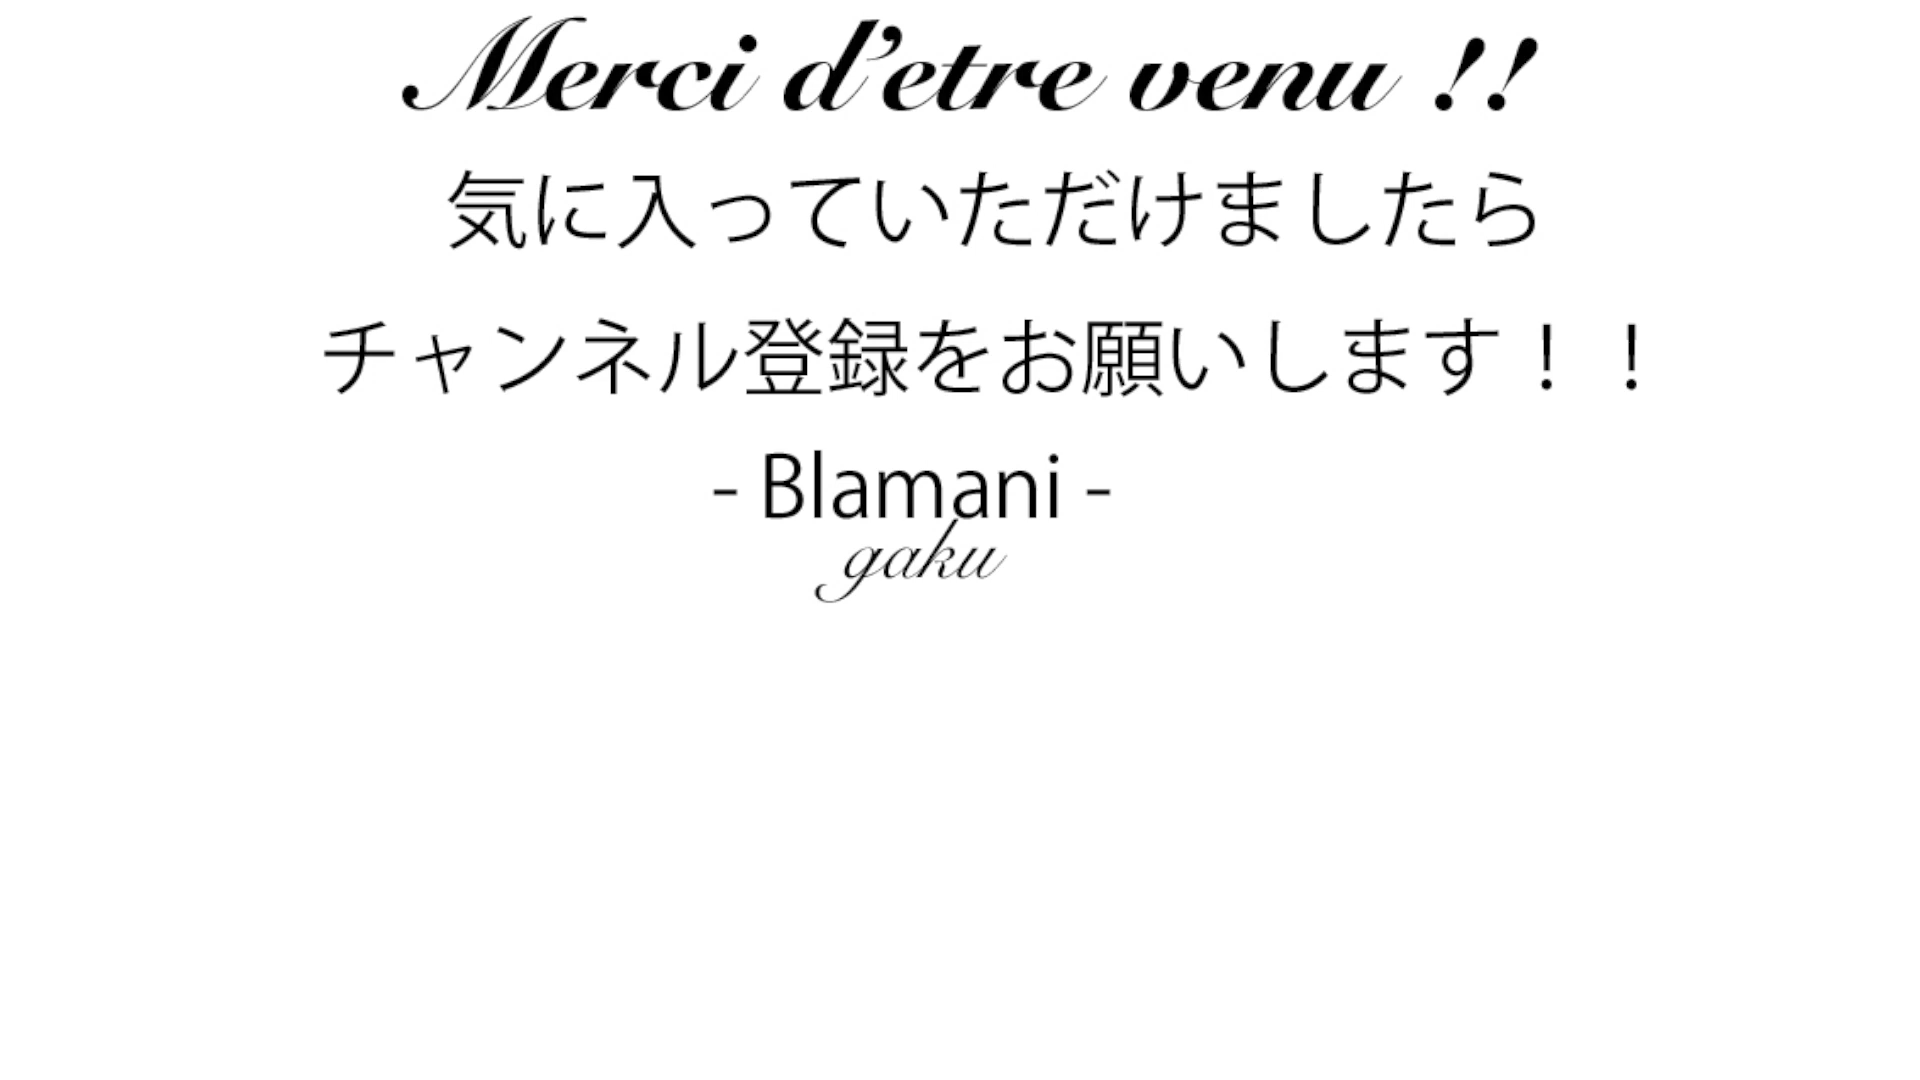 Merci d’etre venu !!
気に入っていただけましたら
チャンネル登録をお願いします！！
- Blamani -
gaku